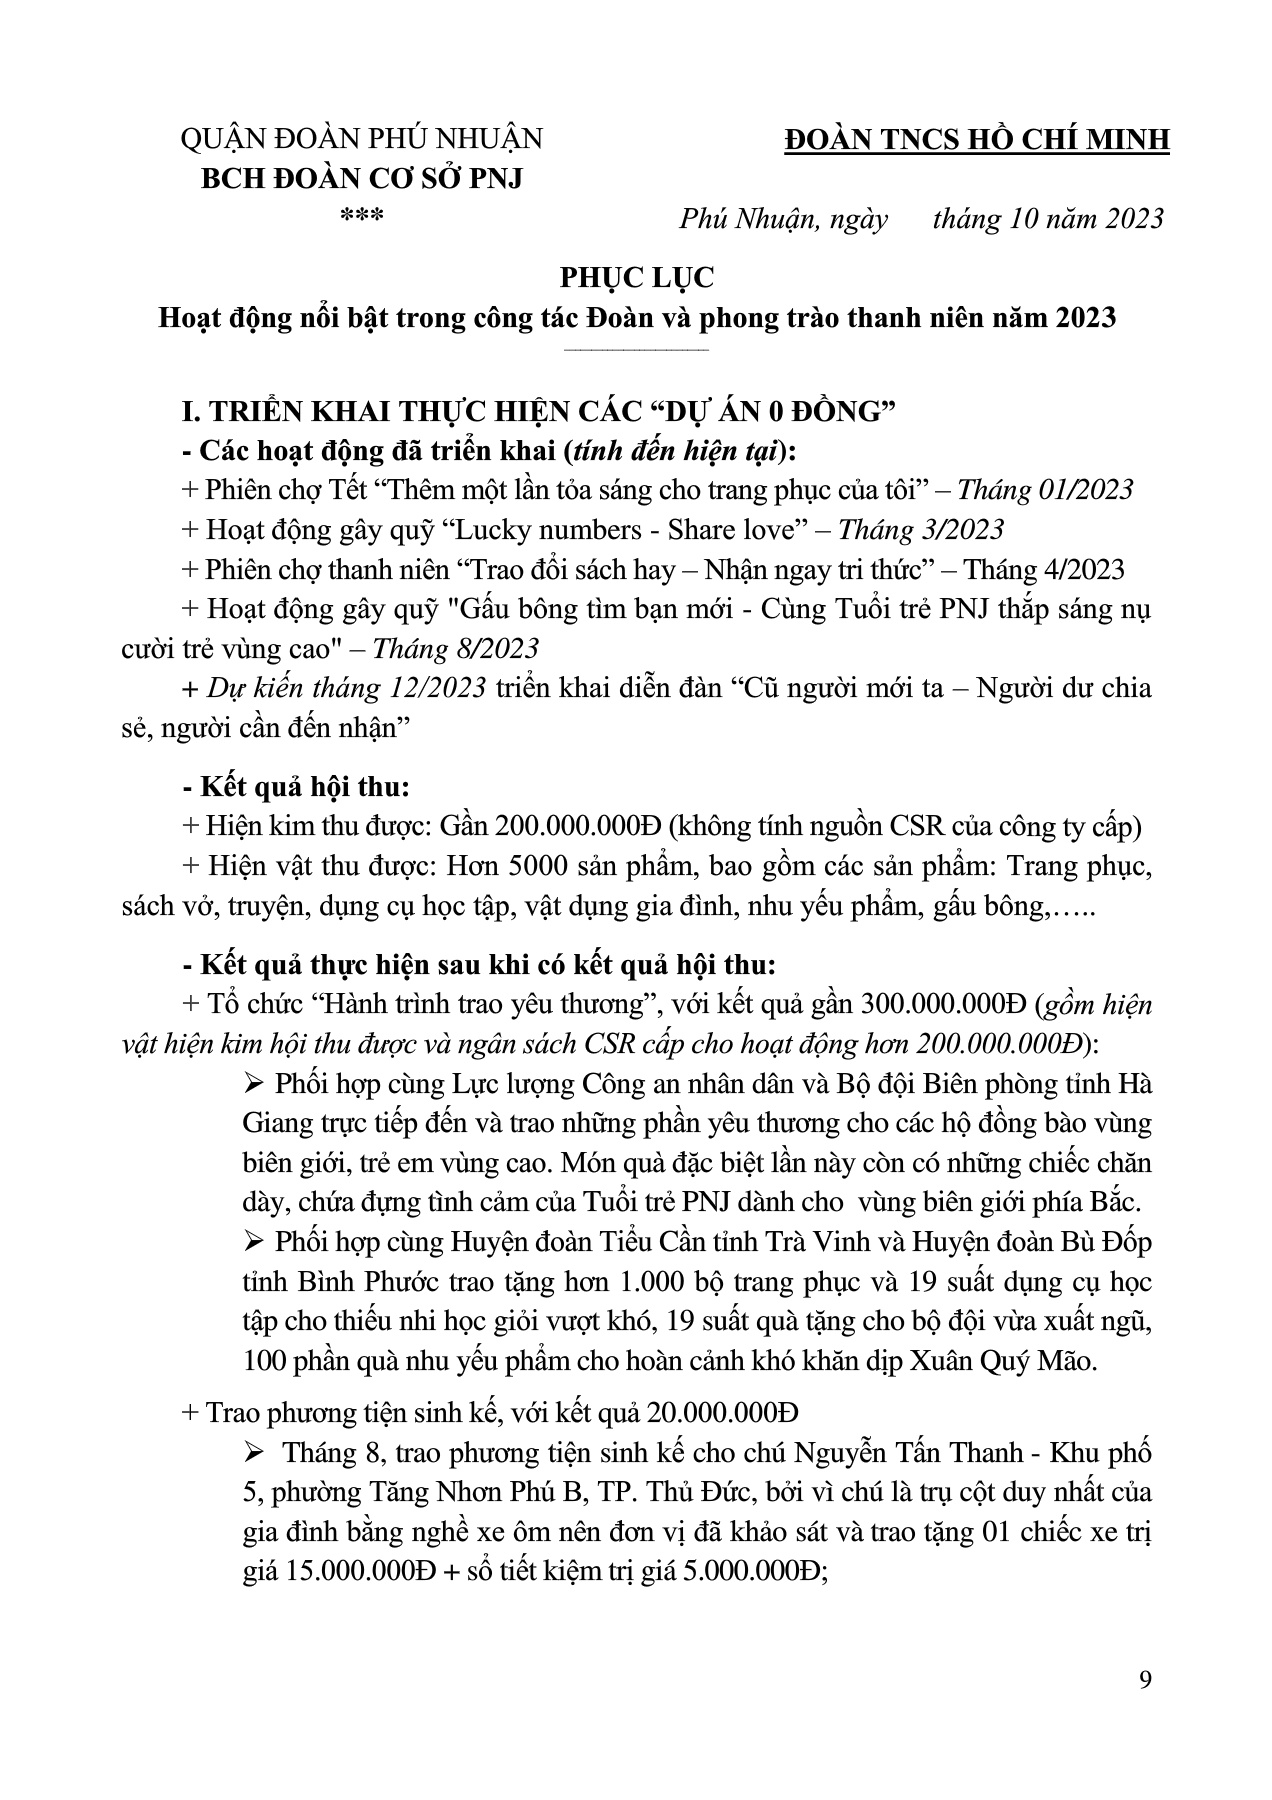 QUẬN ĐOÀN PHÚ NHUẬN
BCH ĐOÀN CƠ SỞ PNJ
***
ĐOÀN TNCS HỒ CHÍ MINH
Phú Nhuận, ngày tháng 10 năm 2023
PHỤC LỤC
Hoạt động nổi bật trong công tác Đoàn và phong trào thanh niên năm 2023
I. TRIỂN KHAI THỰC HIỆN CÁC “DỰ ÁN 0 ĐỒNG”
- Các hoạt động đã triển khai (tính đến hiện tại):
+ Phiên chợ Tết “Thêm một lần tỏa sáng cho trang phục của tôi” – Tháng 01/2023
+ Hoạt động gây quỹ “Lucky numbers - Share love” – Tháng 3/2023
+ Phiên chợ thanh niên “Trao đổi sách hay – Nhận ngay tri thức” – Tháng 4/2023
+ Hoạt động gây quỹ "Gấu bông tìm bạn mới - Cùng Tuổi trẻ PNJ thắp sáng nụ
cười trẻ vùng cao" – Tháng 8/2023
+ Dự kiến tháng 12/2023 triển khai diễn đàn “Cũ người mới ta – Người dư chia
sẻ, người cần đến nhận”
- Kết quả hội thu:
+ Hiện kim thu được: Gần 200.000.000Đ (không tính nguồn CSR của công ty cấp)
+ Hiện vật thu được: Hơn 5000 sản phẩm, bao gồm các sản phẩm: Trang phục,
sách vở, truyện, dụng cụ học tập, vật dụng gia đình, nhu yếu phẩm, gấu bông,…..
- Kết quả thực hiện sau khi có kết quả hội thu:
+ Tổ chức “Hành trình trao yêu thương”, với kết quả gần 300.000.000Đ (gồm hiện
vật hiện kim hội thu được và ngân sách CSR cấp cho hoạt động hơn 200.000.000Đ):
➢ Phối hợp cùng Lực lượng Công an nhân dân và Bộ đội Biên phòng tỉnh Hà
Giang trực tiếp đến và trao những phần yêu thương cho các hộ đồng bào vùng
biên giới, trẻ em vùng cao. Món quà đặc biệt lần này còn có những chiếc chăn
dày, chứa đựng tình cảm của Tuổi trẻ PNJ dành cho vùng biên giới phía Bắc.
➢ Phối hợp cùng Huyện đoàn Tiểu Cần tỉnh Trà Vinh và Huyện đoàn Bù Đốp
tỉnh Bình Phước trao tặng hơn 1.000 bộ trang phục và 19 suất dụng cụ học
tập cho thiếu nhi học giỏi vượt khó, 19 suất quà tặng cho bộ đội vừa xuất ngũ,
100 phần quà nhu yếu phẩm cho hoàn cảnh khó khăn dịp Xuân Quý Mão.
+ Trao phương tiện sinh kế, với kết quả 20.000.000Đ
➢ Tháng 8, trao phương tiện sinh kế cho chú Nguyễn Tấn Thanh - Khu phố
5, phường Tăng Nhơn Phú B, TP. Thủ Đức, bởi vì chú là trụ cột duy nhất của
gia đình bằng nghề xe ôm nên đơn vị đã khảo sát và trao tặng 01 chiếc xe trị
giá 15.000.000Đ + sổ tiết kiệm trị giá 5.000.000Đ;
9